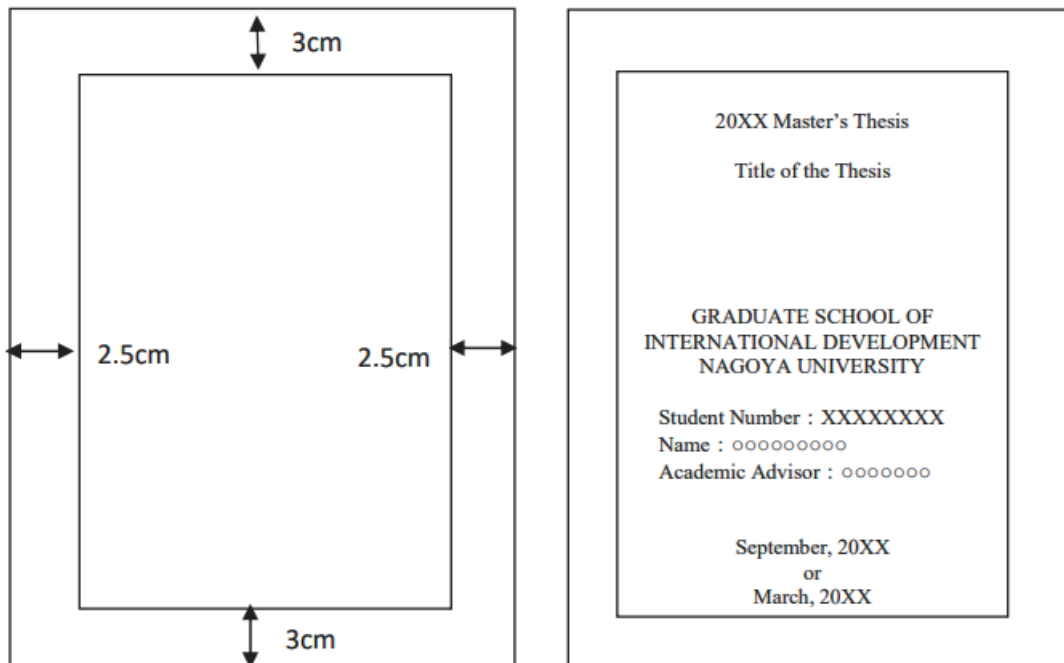 3cm
2.5cm
2.5cm
3cm
20XX Master’s Thesis
Title of the Thesis
GRADUATE SCHOOL OF
INTERNATIONAL DEVELOPMENT
NAGOYA UNIVERSITY
Student Number：XXXXXXXX
Name：○○○○○○○○○
Academic Advisor：○○○○○○○
September, 20XX
or
March, 20XX